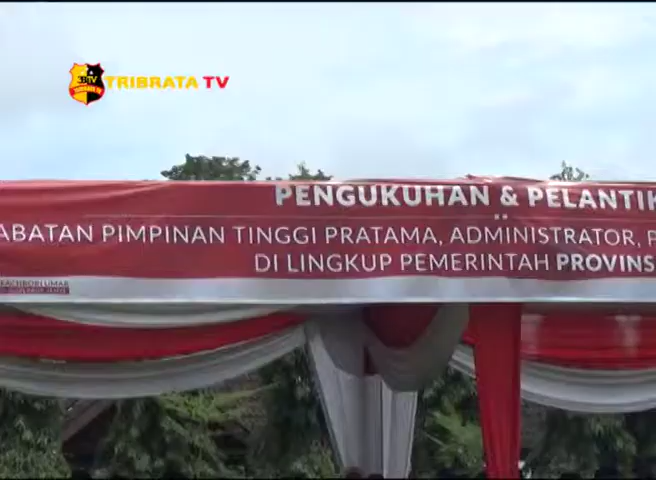 TRIBRATA TV
PENGUKUHAN & PELANTIK
ABATAN PIMPINAN TINGGI PRATAMA, ADMINISTRATOR, P
DI LINGKUP PEMERINTAH PROVINS